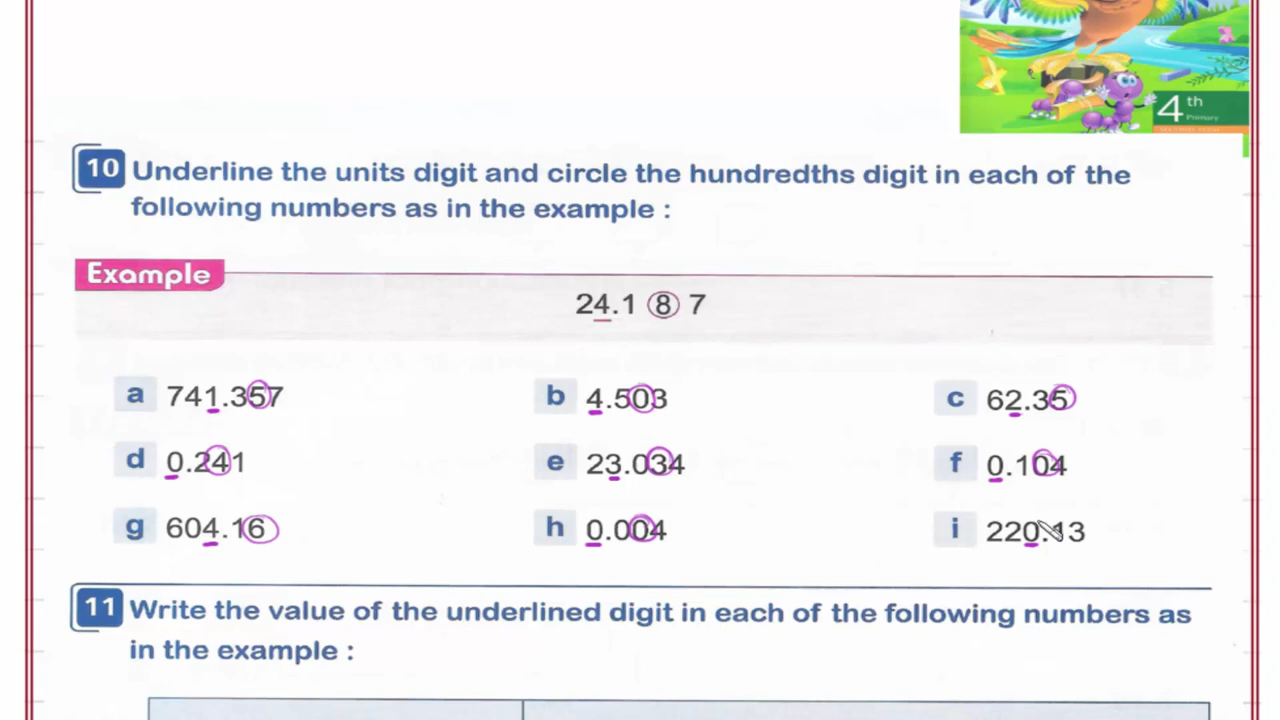 4th
Primary
10 Underline the units digit and circle the hundredths digit in each of the
following numbers as in the example :
Example
24.1 8 7
a 741.357 b 4.503 c 62.35
d 0.241 e 23.034 f 0.104
g 604.16 h 0.004 i 220.13
11 Write the value of the underlined digit in each of the following numbers as
in the example :